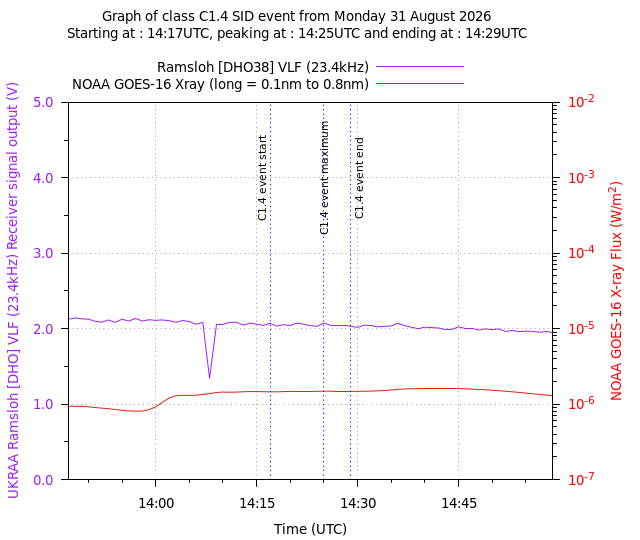 Graph of class C1.4 SID event from Monday 31 August 2026
Starting at : 14:17UTC, peaking at : 14:25UTC and ending at : 14:29UTC
Ramsloh [DHO38] VLF (23.4kHz)
NOAA GOES-16 Xray (long = 0.1nm to 0.8nm)
UKRAA Ramsloh [DHO] VLF (23.4kHz) Receiver signal output (V)
5.0
4.0
3.0
2.0
1.0
0.0
C1.4 event start
C1.4 event maximum
C1.4 event end
10-2
10-3
10-4
10-5
10-6
10-7
NOAA GOES-16 X-ray Flux (W/m2)
14:00
14:15
14:30
14:45
Time (UTC)